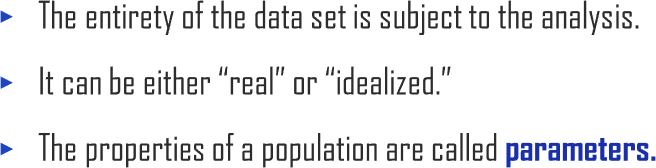 ► The entirety of the data set is subject to the analysis.
► It can be either “real” or “idealized.”
► The properties of a population are called parameters.